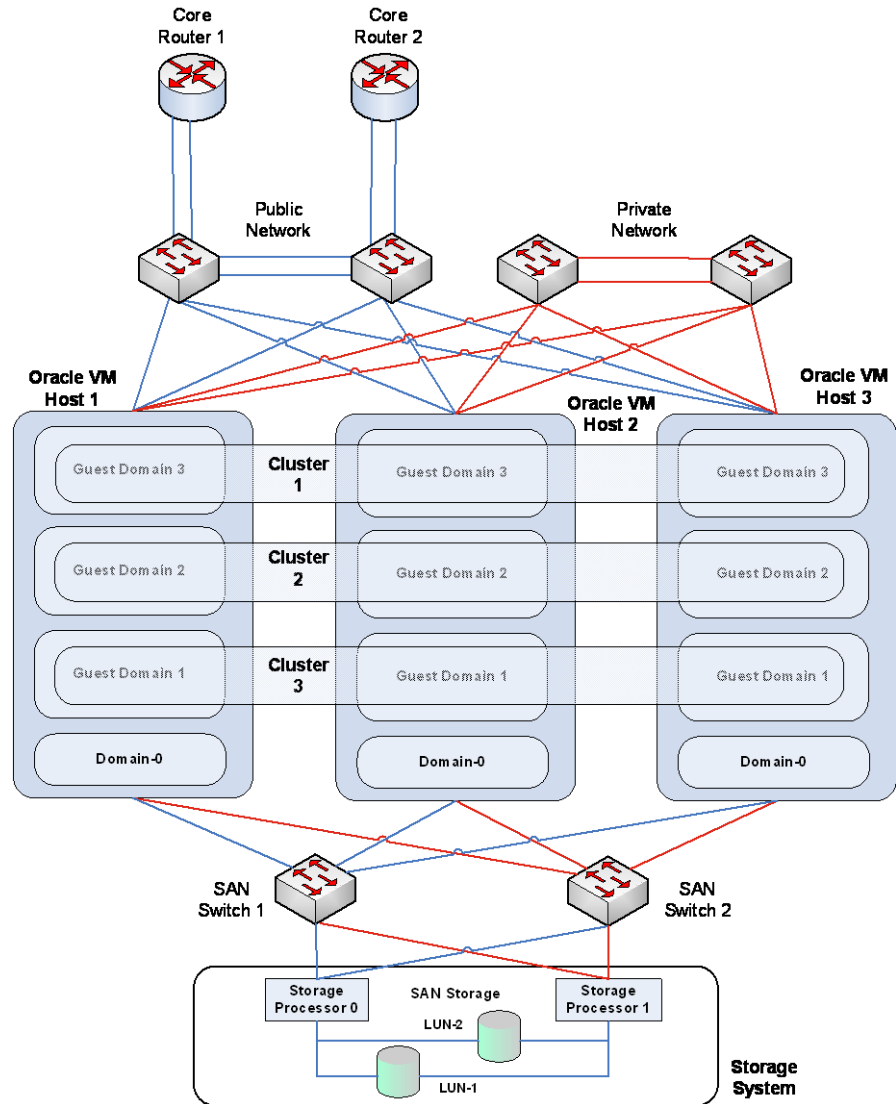 Core
Router 1
Core
Router 2
Public
Network
Private
Network
Oracle VM
Host 1
Oracle VM
Host 2
Oracle VM
Host 3
Guest Domain 3
Cluster
1
Guest Domain 3
Guest Domain 3
Guest Domain 2
Cluster
2
Guest Domain 2
Guest Domain 2
Guest Domain 1
Cluster
3
Guest Domain 1
Guest Domain 1
Domain-0
Domain-0
Domain-0
SAN
Switch 1
SAN
Switch 2
Storage
Processor 0
SAN Storage
Storage
Processor 1
LUN-2
LUN-1
Storage
System